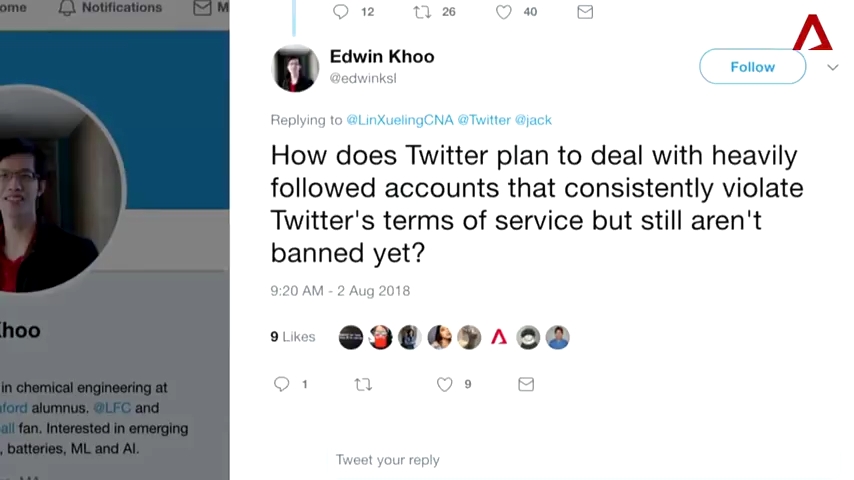 ome Notifications M
12 26 40
Edwin Khoo
@edwinksl
Follow
Replying to @LinXuelingCNA @Twitter @jack
How does Twitter plan to deal with heavily
followed accounts that consistently violate
Twitter's terms of service but still aren't
banned yet?
9:20 AM - 2 Aug 2018
9 Likes
1 9
Tweet your reply
Khoo
in chemical engineering at
nford alumnus. @LFC and
all fan. Interested in emerging
, batteries, ML and AI.